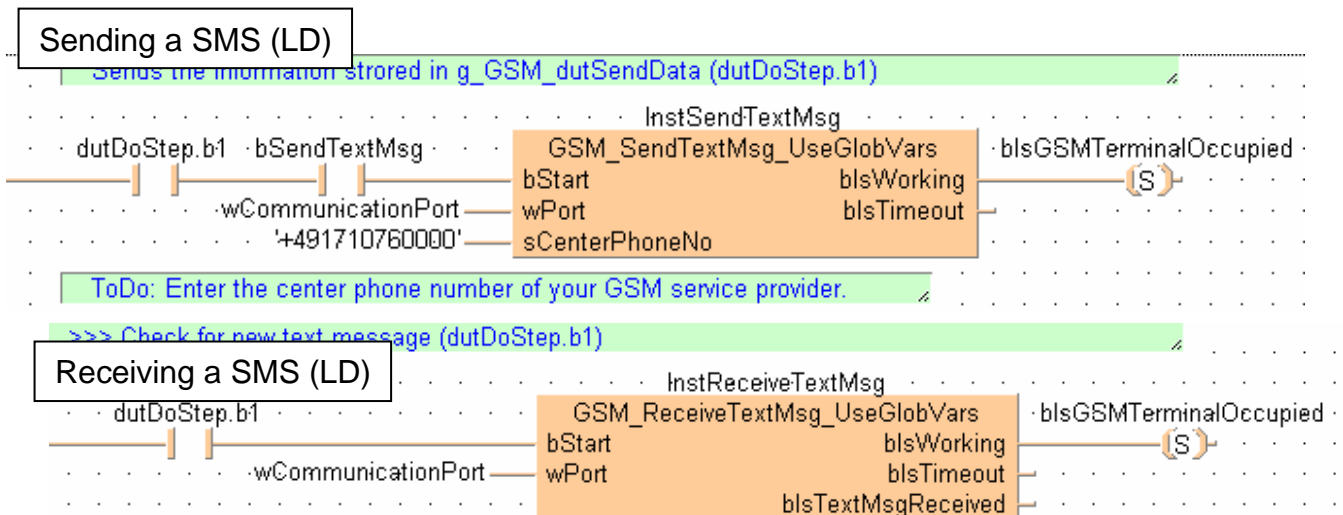 Sending a SMS (LD)
Sends the information strored in g_GSM_dutSendData (dutDoStep.b1)
InstSendTextMsg
dutDoStep.b1 bSendTextMsg GSM_SendTextMsg_UseGlobVars bIsGSMTerminalOccupied
bStart bIsWorking (S)
wCommunicationPort wPort bIsTimeout
'+491710760000' sCenterPhoneNo
ToDo: Enter the center phone number of your GSM service provider.
>>> Check for new text message (dutDoStep.b1)
Receiving a SMS (LD)
InstReceiveTextMsg
dutDoStep.b1 GSM_ReceiveTextMsg_UseGlobVars bIsGSMTerminalOccupied
bStart bIsWorking (S)
wCommunicationPort wPort bIsTimeout
bIsTextMsgReceived